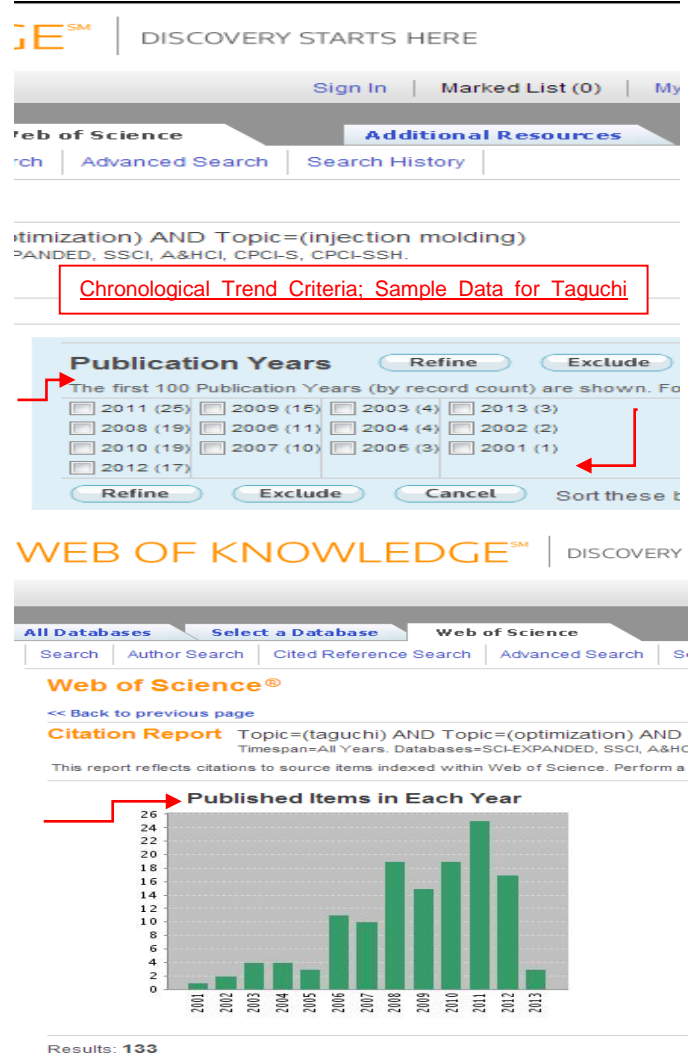 GE℠ | DISCOVERY STARTS HERE
Sign In | Marked List (0) | My
Web of Science Additional Resources
rch | Advanced Search | Search History |
timization) AND Topic=(injection molding)
PANDED, SSCI, A&HCI, CPCI-S, CPCI-SSH.
Chronological Trend Criteria; Sample Data for Taguchi
Publication Years Refine Exclude
The first 100 Publication Years (by record count) are shown. Fo
2011 (25) 2009 (15) 2003 (4) 2013 (3)
2008 (19) 2006 (11) 2004 (4) 2002 (2)
2010 (19) 2007 (10) 2005 (3) 2001 (1)
2012 (17)
Refine Exclude Cancel Sort these b
WEB OF KNOWLEDGE℠ | DISCOVERY
All Databases Select a Database Web of Science
Search | Author Search | Cited Reference Search | Advanced Search | Se
Web of Science®
<< Back to previous page
Citation Report Topic=(taguchi) AND Topic=(optimization) AND
Timespan=All Years. Databases=SCI-EXPANDED, SSCI, A&HC
This report reflects citations to source items indexed within Web of Science. Perform a
Published Items in Each Year
26
24
22
20
18
16
14
12
10
8
6
4
2
0
2001 2002 2003 2004 2005 2006 2007 2008 2009 2010 2011 2012 2013
Results: 133